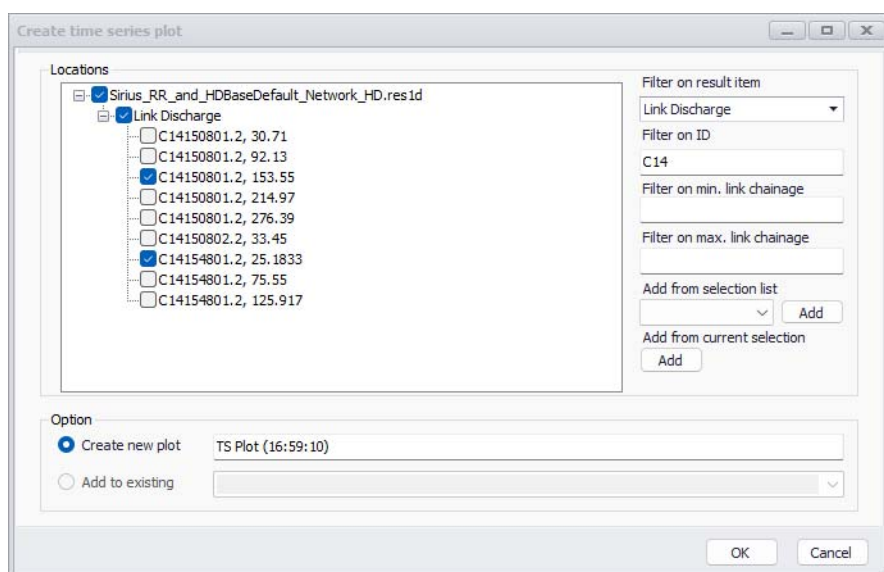 Create time series plot
Locations
Sirius_RR_and_HDBaseDefault_Network_HD.res1d
Link Discharge
C14150801.2, 30.71
C14150801.2, 92.13
C14150801.2, 153.55
C14150801.2, 214.97
C14150801.2, 276.39
C14150802.2, 33.45
C14154801.2, 25.1833
C14154801.2, 75.55
C14154801.2, 125.917
Filter on result item
Link Discharge
Filter on ID
C14
Filter on min. link chainage
Filter on max. link chainage
Add from selection list
Add
Add from current selection
Add
Option
Create new plot TS Plot (16:59:10)
Add to existing
OK Cancel